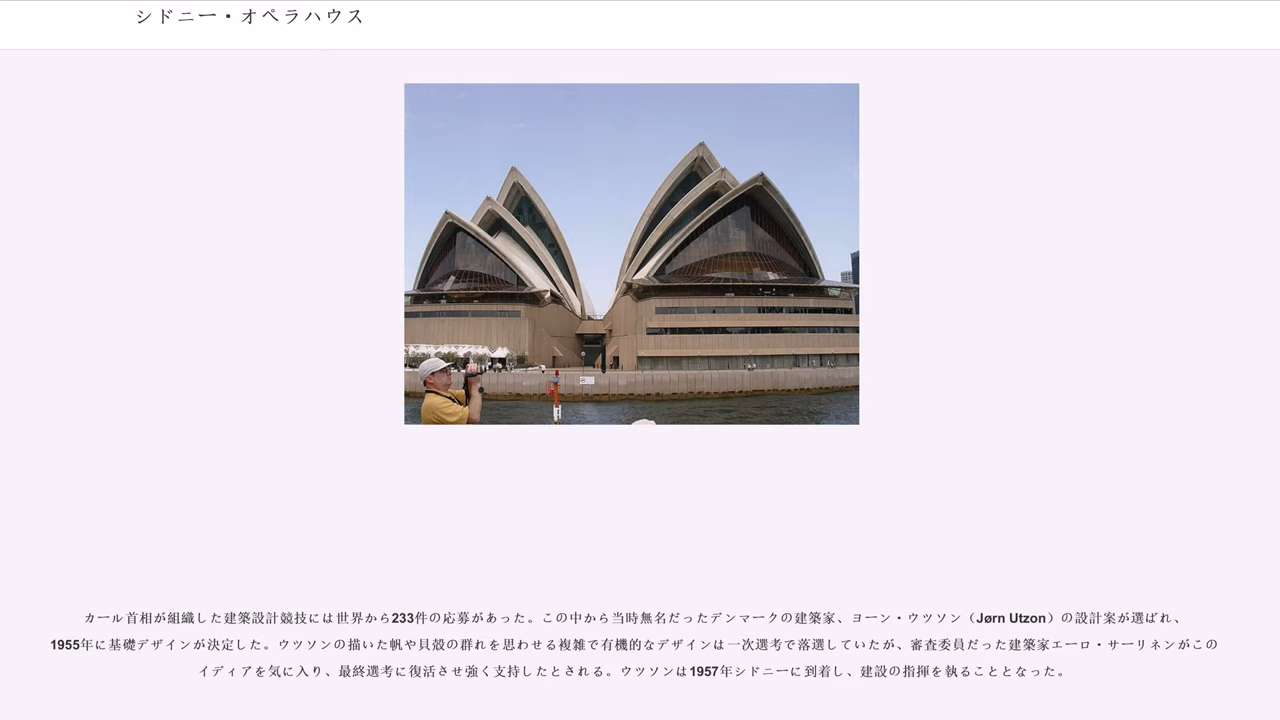 シドニー・オペラハウス
カール首相が組織した建築設計競技には世界から233件の応募があった。この中から当時無名だったデンマークの建築家、ヨーン・ウツソン（Jørn Utzon）の設計案が選ばれ、
1955年に基礎デザインが決定した。ウツソンの描いた帆や貝殻の群れを思わせる複雑で有機的なデザインは一次選考で落選していたが、審査委員だった建築家エーロ・サーリネンがこの
イディアを気に入り、最終選考に復活させ強く支持したとされる。ウツソンは1957年シドニーに到着し、建設の指揮を執ることとなった。